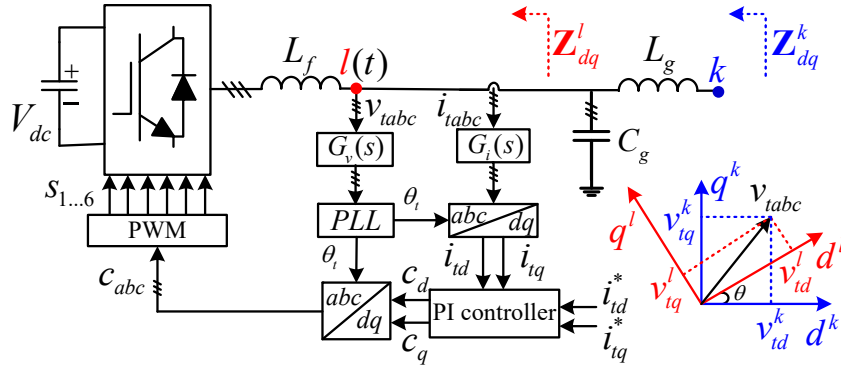 V_dc
+
−
L_f
l(t)
Z^l_dq
L_g
k
Z^k_dq
v_tabc
i_tabc
G_v(s)
G_i(s)
C_g
s_1...6
PWM
PLL
θ_t
abc
dq
θ_t
i_td
i_tq
c_abc
abc
dq
c_d
c_q
PI controller
i^*_td
i^*_tq
q^k
v_tabc
q^l
v^k_tq
v^l_tq
v^l_td
θ
v^k_td
d^k